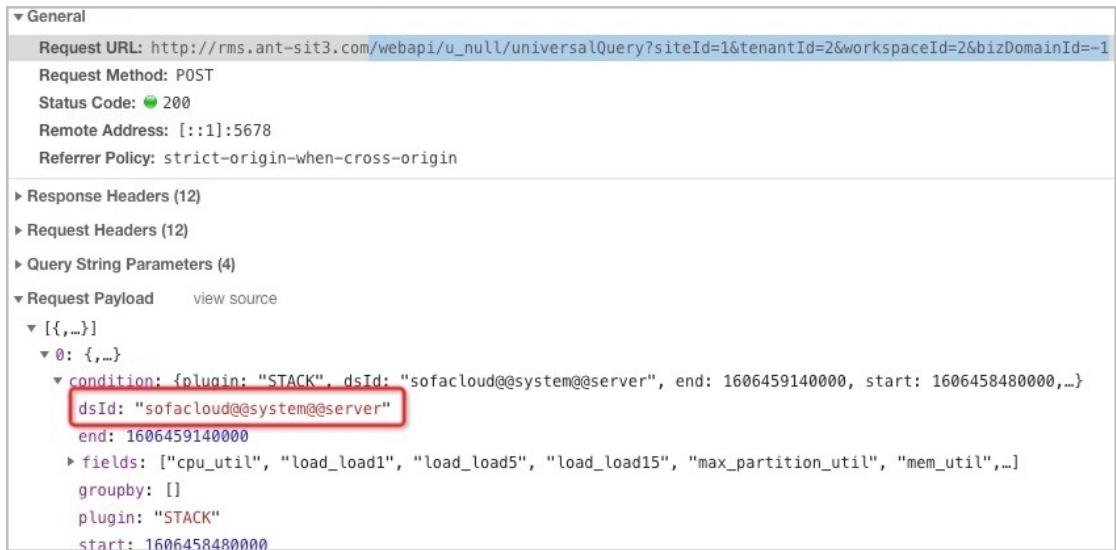 ▼ General
Request URL: http://rms.ant-sit3.com/webapi/u_null/universalQuery?siteId=1&tenantId=2&workspaceId=2&bizDomainId=-1
Request Method: POST
Status Code: 200
Remote Address: [::1]:5678
Referrer Policy: strict-origin-when-cross-origin
▶ Response Headers (12)
▶ Request Headers (12)
▶ Query String Parameters (4)
▼ Request Payload view source
▼ [{,…}]
▼ 0: {,…}
▼ condition: {plugin: "STACK", dsId: "sofacloud@@system@@server", end: 1606459140000, start: 1606458480000,…}
dsId: "sofacloud@@system@@server"
end: 1606459140000
▶ fields: ["cpu_util", "load_load1", "load_load5", "load_load15", "max_partition_util", "mem_util",…]
groupby: []
plugin: "STACK"
start: 1606458480000